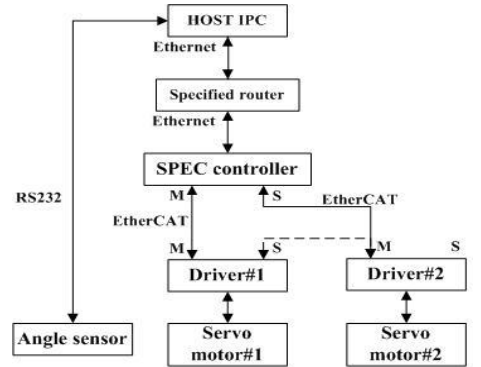 HOST IPC
Ethernet
Specified router
Ethernet
SPEC controller
M S
RS232
EtherCAT
EtherCAT
M S M S
Driver#1
Driver#2
Angle sensor
Servo
motor#1
Servo
motor#2